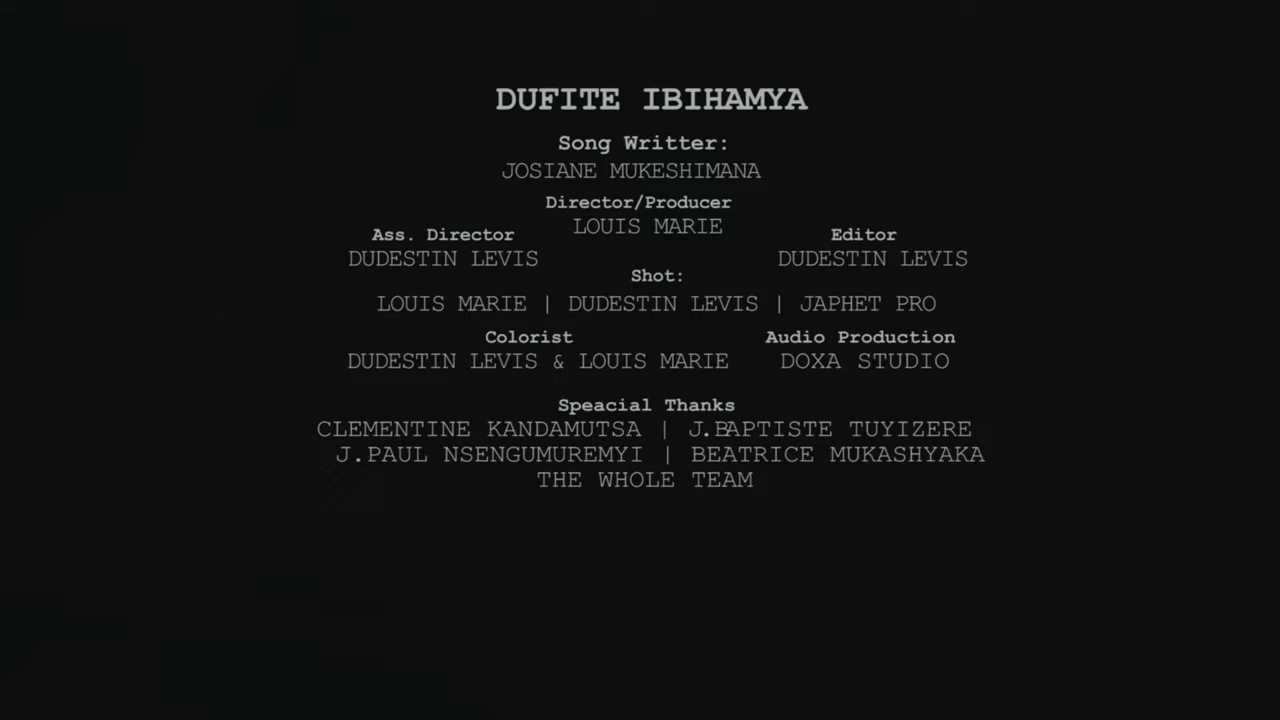 DUFITE IBIHAMYA
Song Writter:
JOSIANE MUKESHIMANA
Director/Producer
LOUIS MARIE
Ass. Director
DUDESTIN LEVIS
Editor
DUDESTIN LEVIS
Shot:
LOUIS MARIE | DUDESTIN LEVIS | JAPHET PRO
Colorist
DUDESTIN LEVIS & LOUIS MARIE
Audio Production
DOXA STUDIO
Speacial Thanks
CLEMENTINE KANDAMUTSA | J.BAPTISTE TUYIZERE
J.PAUL NSENGUMUREMYI | BEATRICE MUKASHYAKA
THE WHOLE TEAM